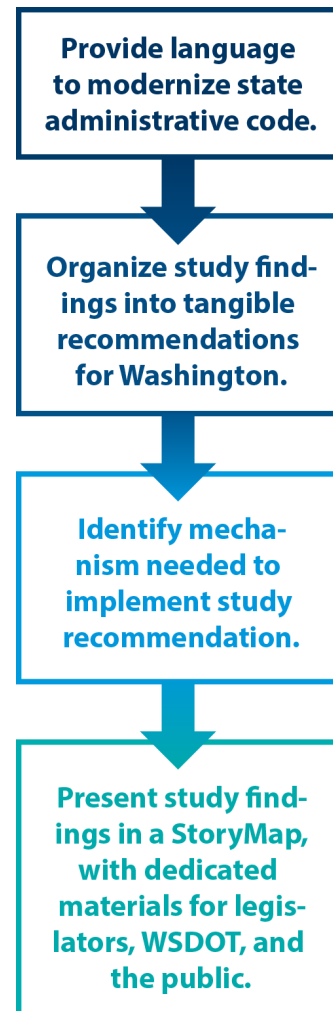 Provide language
to modernize state
administrative code.
Organize study find-
ings into tangible
recommendations
for Washington.
Identify mecha-
nism needed to
implement study
recommendation.
Present study find-
ings in a StoryMap,
with dedicated
materials for legis-
lators, WSDOT, and
the public.